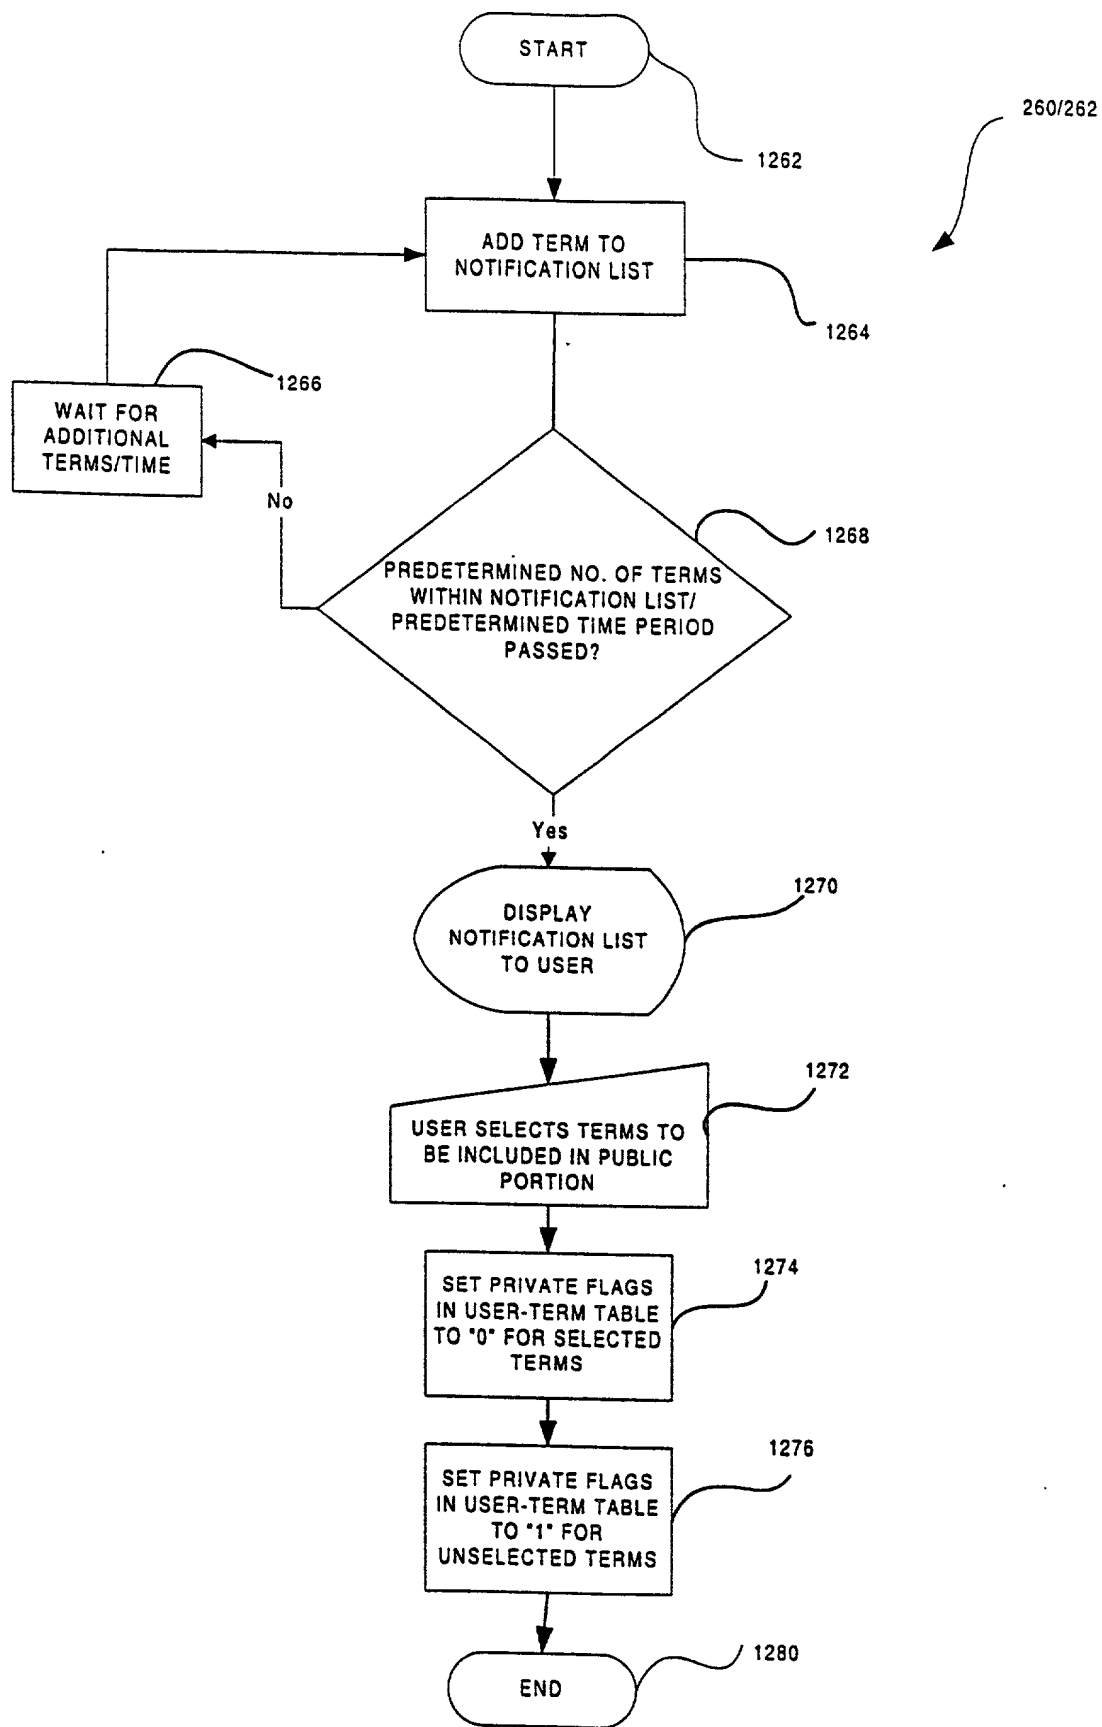 START
260/262
1262
ADD TERM TO
NOTIFICATION LIST
1264
1266
WAIT FOR
ADDITIONAL
TERMS/TIME
No
1268
PREDETERMINED NO. OF TERMS
WITHIN NOTIFICATION LIST/
PREDETERMINED TIME PERIOD
PASSED?
Yes
1270
DISPLAY
NOTIFICATION LIST
TO USER
1272
USER SELECTS TERMS TO
BE INCLUDED IN PUBLIC
PORTION
1274
SET PRIVATE FLAGS
IN USER-TERM TABLE
TO "0" FOR SELECTED
TERMS
1276
SET PRIVATE FLAGS
IN USER-TERM TABLE
TO "1" FOR
UNSELECTED TERMS
1280
END